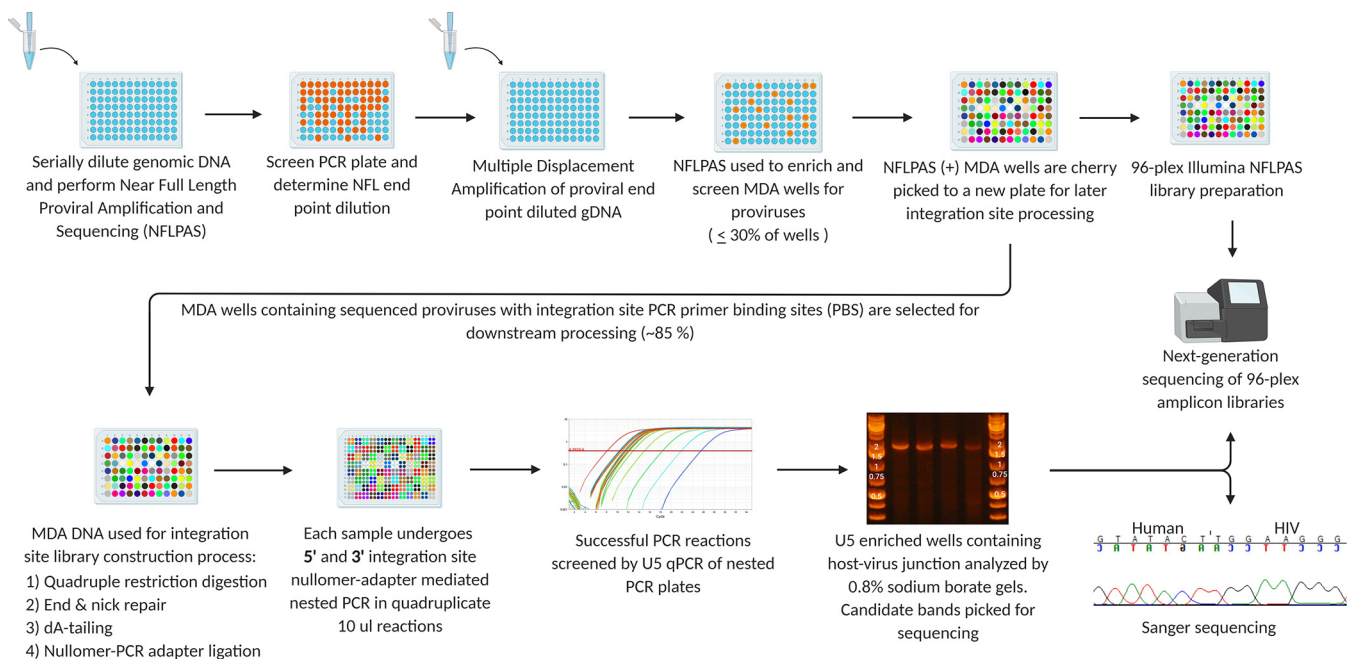 Serially dilute genomic DNA
and perform Near Full Length
Proviral Amplification and
Sequencing (NFLPAS)
Screen PCR plate and
determine NFL end
point dilution
Multiple Displacement
Amplification of proviral end
point diluted gDNA
NFLPAS used to enrich and
screen MDA wells for
proviruses
( ≤ 30% of wells )
NFLPAS (+) MDA wells are cherry
picked to a new plate for later
integration site processing
96-plex Illumina NFLPAS
library preparation
MDA wells containing sequenced proviruses with integration site PCR primer binding sites (PBS) are selected for
downstream processing (~85 %)
Next-generation
sequencing of 96-plex
amplicon libraries
MDA DNA used for integration
site library construction process:
1) Quadruple restriction digestion
2) End & nick repair
3) dA-tailing
4) Nullomer-PCR adapter ligation
Each sample undergoes
5' and 3' integration site
nullomer-adapter mediated
nested PCR in quadruplicate
10 ul reactions
Cycle
Successful PCR reactions
screened by U5 qPCR of nested
PCR plates
2 2
1.5 1.5
1 1
0.75 0.75
0.5 0.5
U5 enriched wells containing
host-virus junction analyzed by
0.8% sodium borate gels.
Candidate bands picked for
sequencing
Human ' HIV
G T A T A C T T G G A A G G G
Sanger sequencing